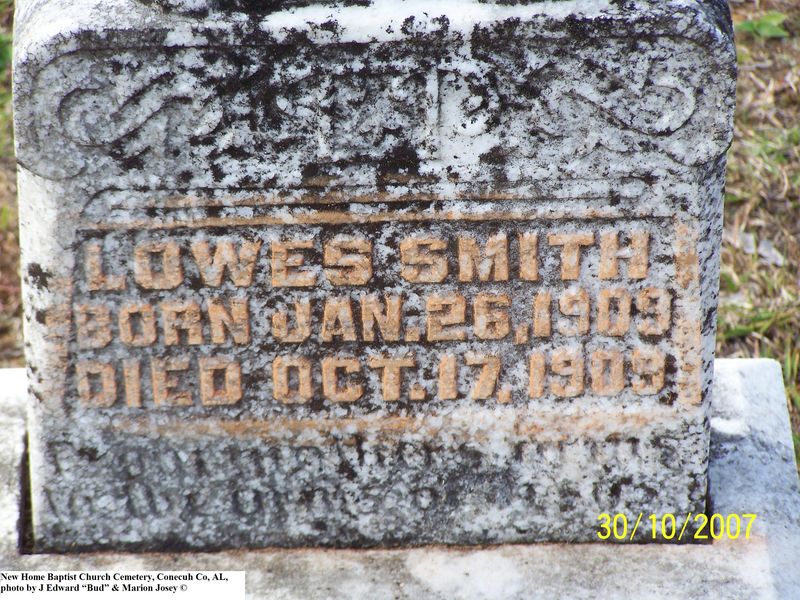 LOWES SMITH
BORN JAN. 26, 1909
DIED OCT. 17, 1909
30/10/2007
New Home Baptist Church Cemetery, Conecuh Co, AL,
photo by J Edward “Bud” & Marion Josey ©